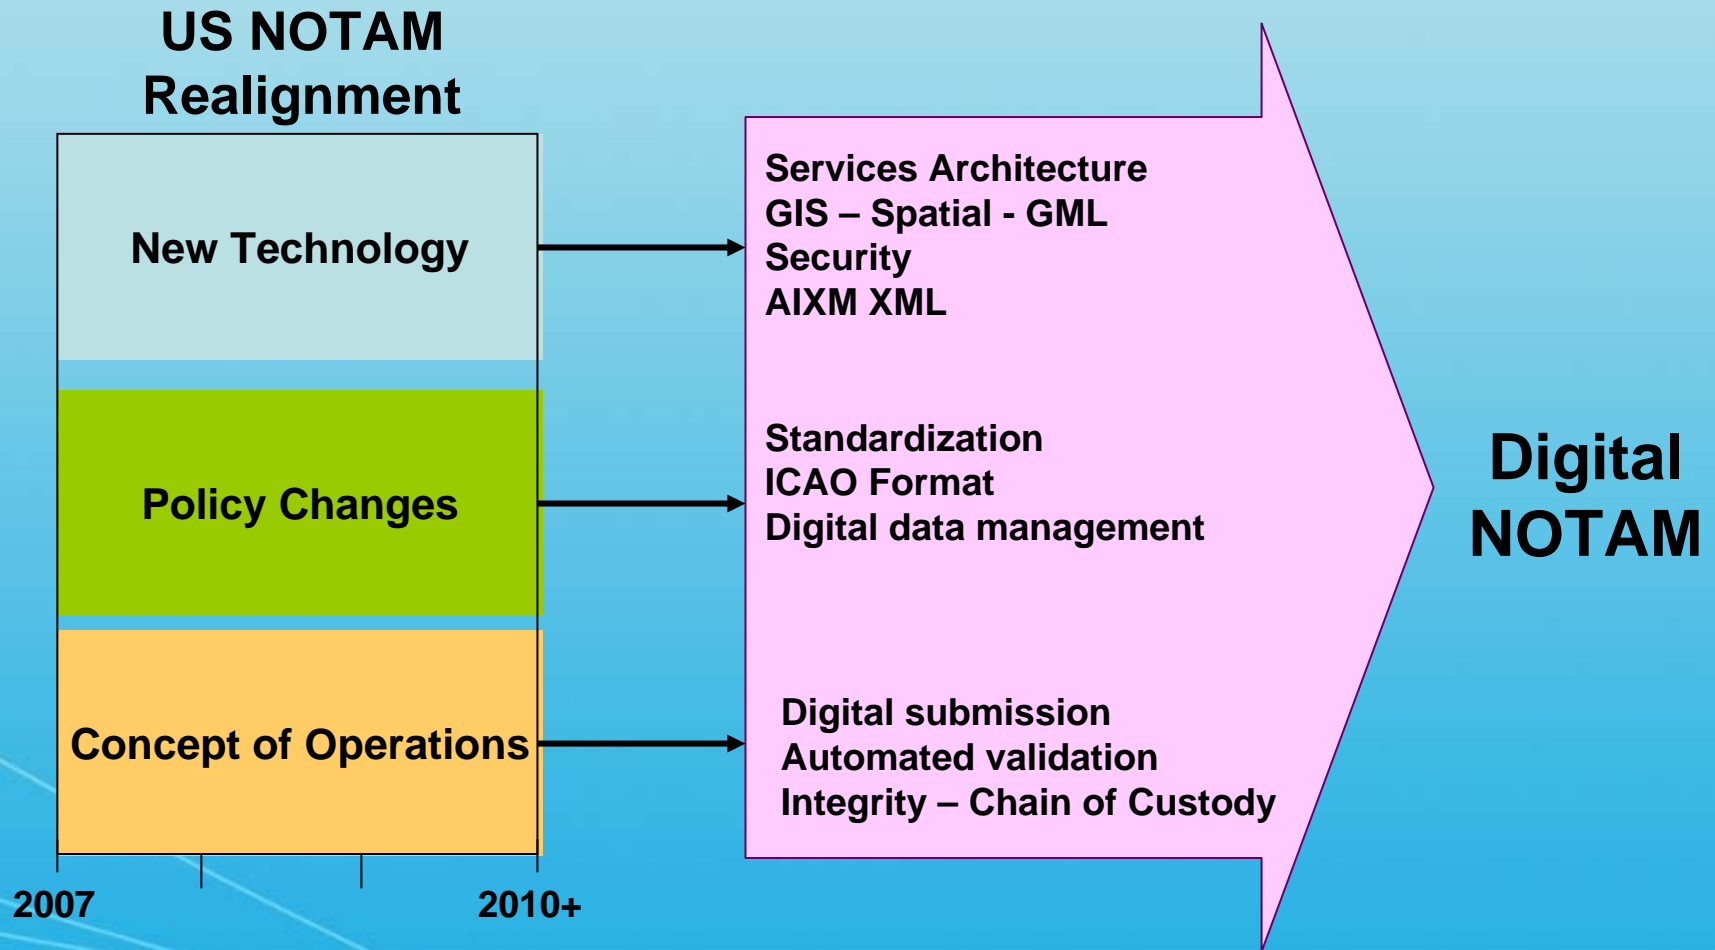 US NOTAM
Realignment
New Technology
Services Architecture
GIS – Spatial - GML
Security
AIXM XML
Policy Changes
Standardization
ICAO Format
Digital data management
Concept of Operations
Digital submission
Automated validation
Integrity – Chain of Custody
Digital
NOTAM
2007
2010+